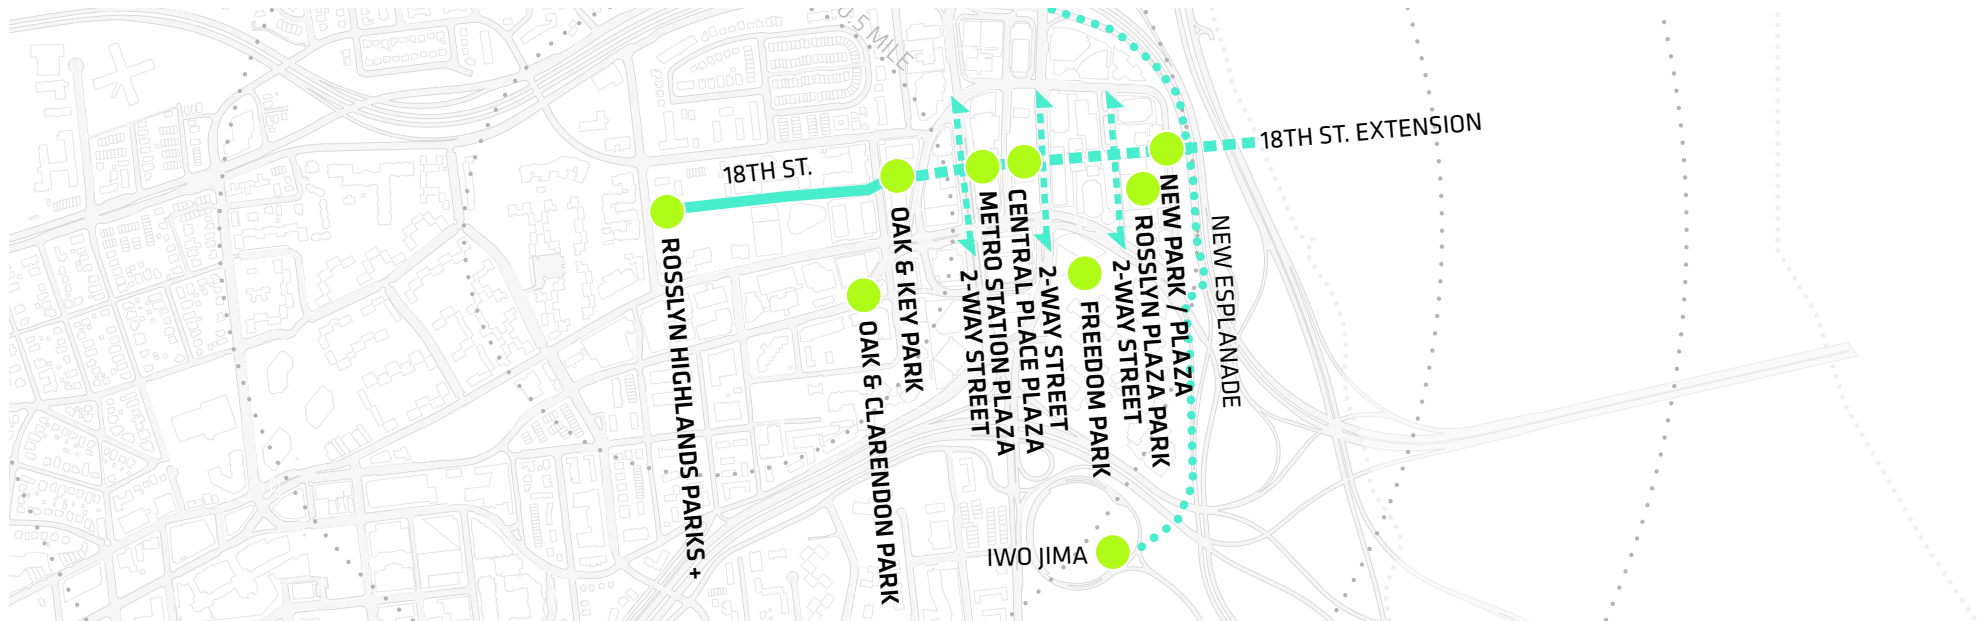 0.5 MILE
18TH ST. EXTENSION
18TH ST.
ROSSLYN HIGHLANDS PARKS +
OAK & KEY PARK
OAK & CLARENDON PARK
METRO STATION PLAZA
2-WAY STREET
CENTRAL PLACE PLAZA
2-WAY STREET
FREEDOM PARK
2-WAY STREET
ROSSLYN PLAZA PARK
NEW PARK / PLAZA
NEW ESPLANADE
IWO JIMA